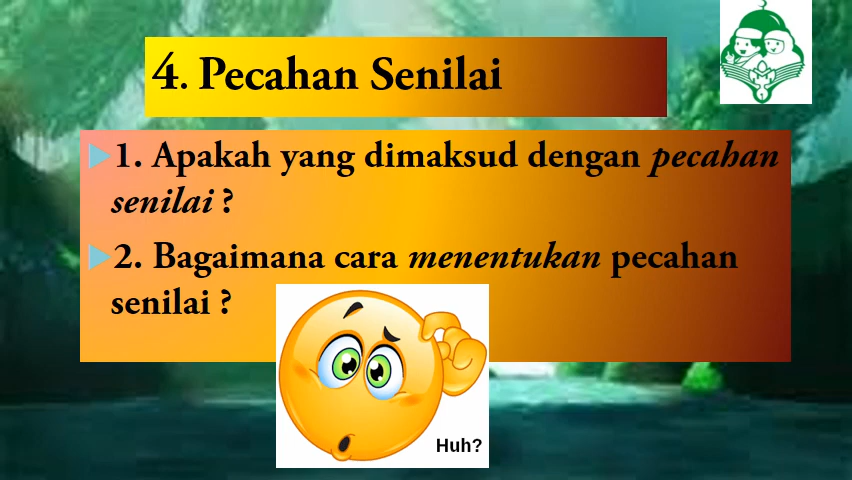 4. Pecahan Senilai
1. Apakah yang dimaksud dengan pecahan
senilai ?
2. Bagaimana cara menentukan pecahan
senilai ?
Huh?